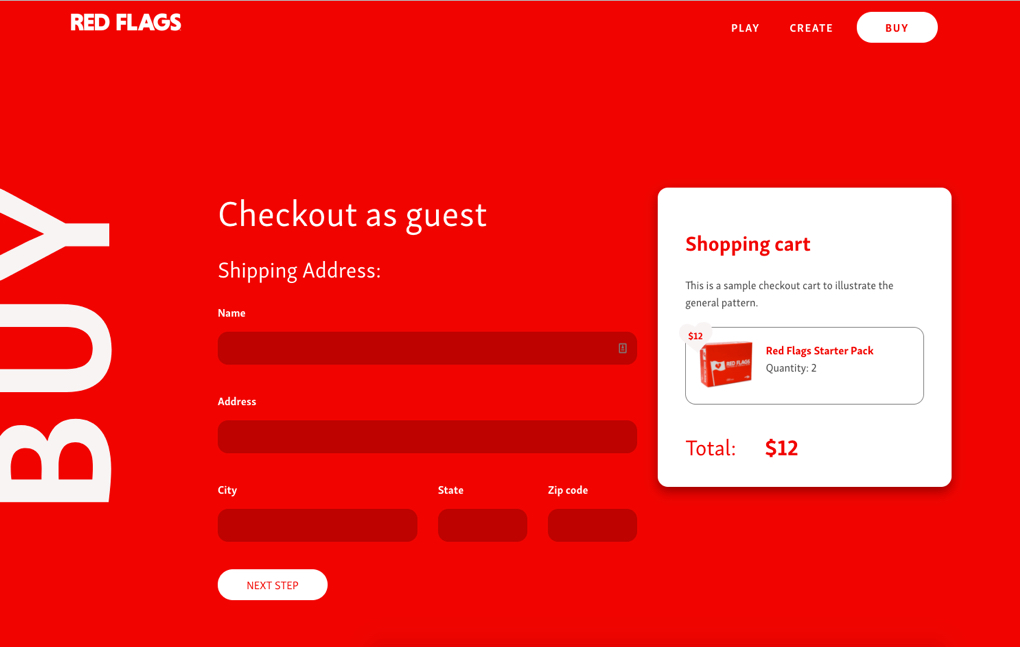 RED FLAGS
PLAY
CREATE
BUY
BUY
Checkout as guest
Shipping Address:
Name
Address
City
State
Zip code
NEXT STEP
Shopping cart
This is a sample checkout cart to illustrate the
general pattern.
$12
RED FLAGS
Red Flags Starter Pack
Quantity: 2
Total: $12